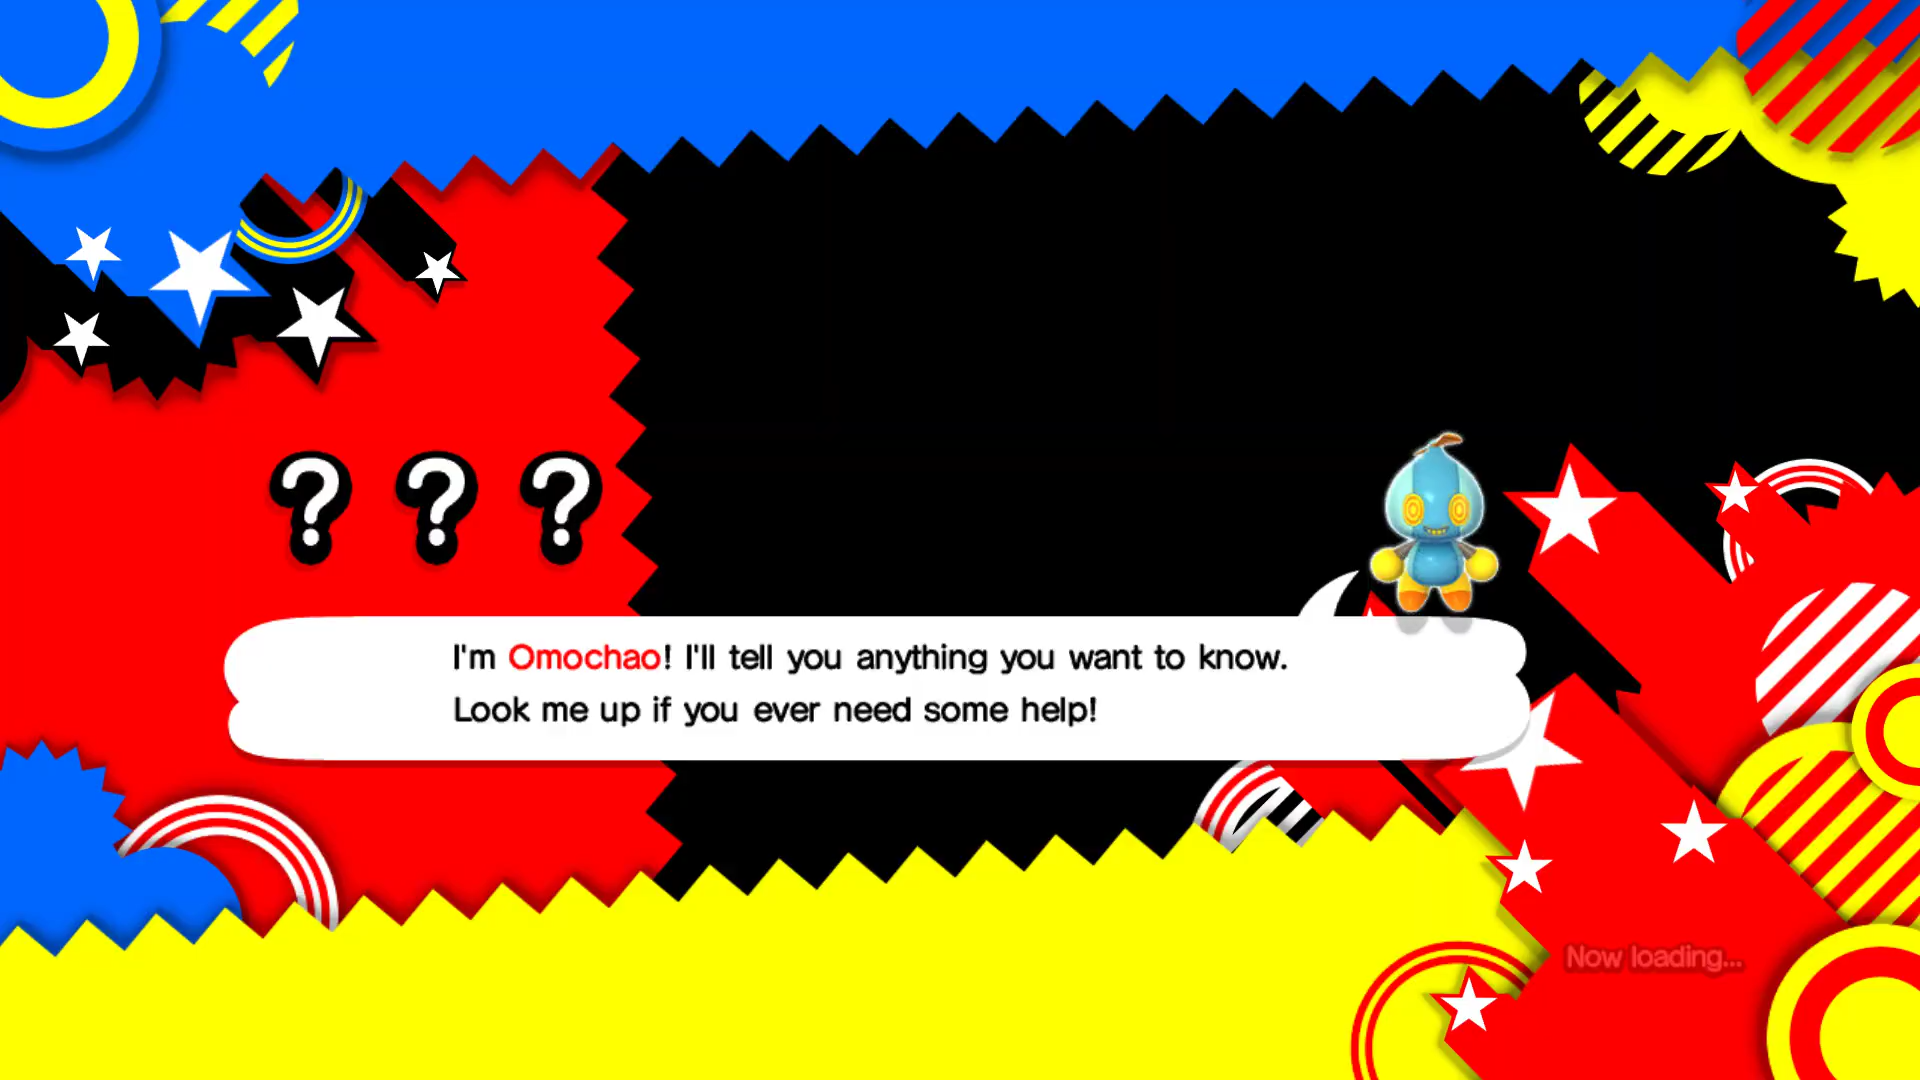 ???
I'm Omochao! I'll tell you anything you want to know.
Look me up if you ever need some help!
Now loading...